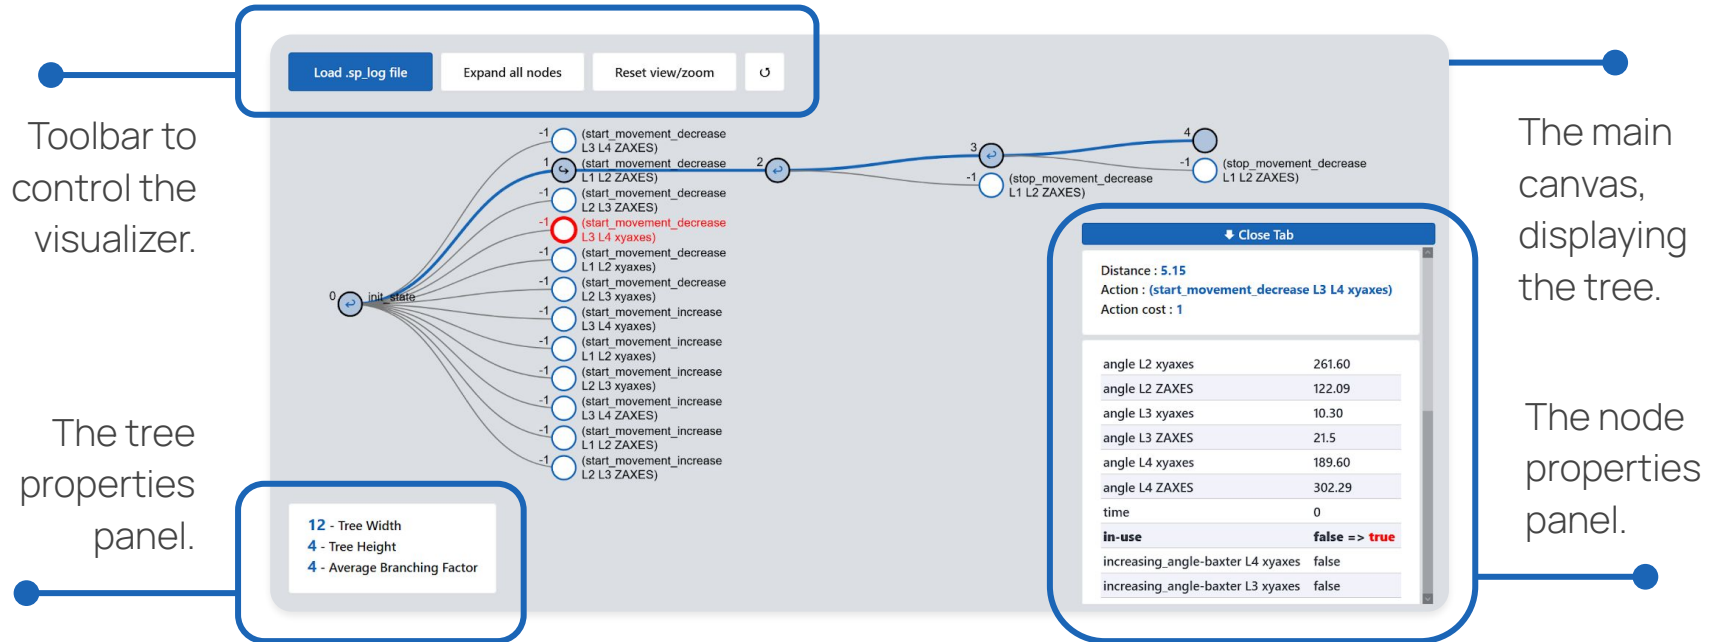 Load .sp_log file
Expand all nodes
Reset view/zoom
↺
Toolbar to
control the
visualizer.
The main
canvas,
displaying
the tree.
-1 (start_movement_decrease
L3 L4 ZAXES)
1 (start_movement_decrease
L1 L2 ZAXES)
-1 (start_movement_decrease
L2 L3 ZAXES)
-1 (start_movement_decrease
L3 L4 xyaxes)
-1 (start_movement_decrease
L1 L2 xyaxes)
-1 (start_movement_decrease
L2 L3 xyaxes)
-1 (start_movement_increase
L3 L4 xyaxes)
-1 (start_movement_increase
L1 L2 xyaxes)
-1 (start_movement_increase
L2 L3 xyaxes)
-1 (start_movement_increase
L3 L4 ZAXES)
-1 (start_movement_increase
L1 L2 ZAXES)
-1 (start_movement_increase
L2 L3 ZAXES)
0 init_state
2
3
4
-1 (stop_movement_decrease
L1 L2 ZAXES)
-1 (stop_movement_decrease
L1 L2 ZAXES)
The tree
properties
panel.
12 - Tree Width
4 - Tree Height
4 - Average Branching Factor
Close Tab
Distance : 5.15
Action : (start_movement_decrease L3 L4 xyaxes)
Action cost : 1
angle L2 xyaxes 261.60
angle L2 ZAXES 122.09
angle L3 xyaxes 10.30
angle L3 ZAXES 21.5
angle L4 xyaxes 189.60
angle L4 ZAXES 302.29
time 0
in-use false => true
increasing_angle-baxter L4 xyaxes false
increasing_angle-baxter L3 xyaxes false
The node
properties
panel.